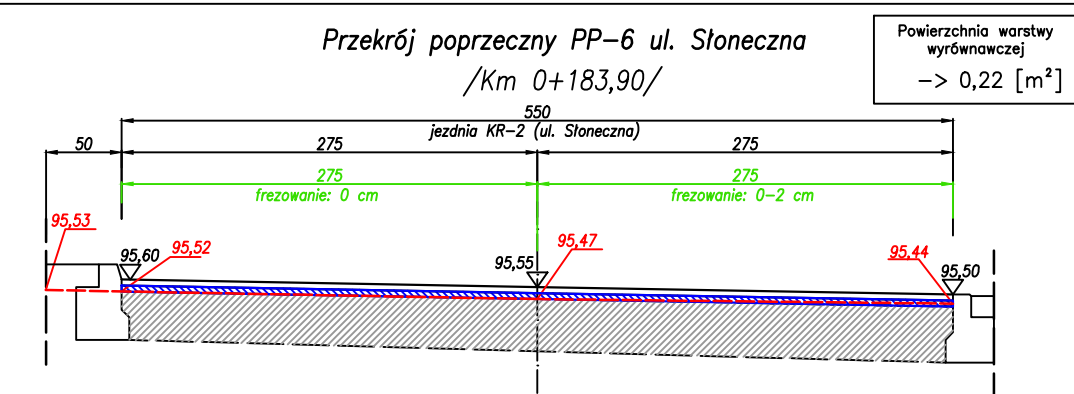 Przekrój poprzeczny PP-6 ul. Słoneczna
/Km 0+183,90/
Powierzchnia warstwy
wyrównawczej
-> 0,22 [m²]
550
jezdnia KR-2 (ul. Słoneczna)
50
275
275
275
275
frezowanie: 0 cm
frezowanie: 0-2 cm
95,53
95,60
95,52
95,55
95,47
95,44
95,50